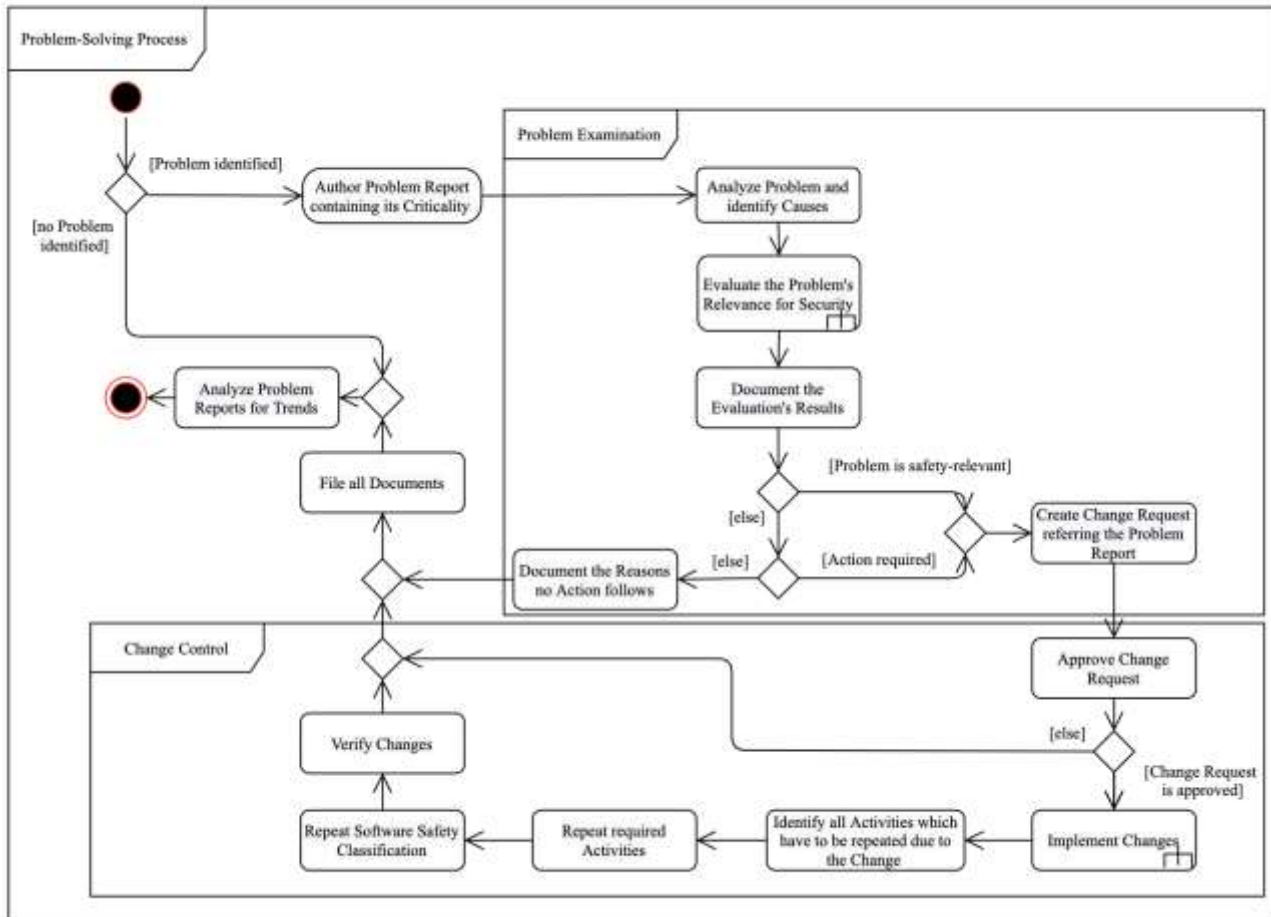 Problem-Solving Process
Problem Examination
[Problem identified]
Author Problem Report
containing its Criticality
Analyze Problem and
identify Causes
[no Problem
identified]
Evaluate the Problem's
Relevance for Security
Analyze Problem
Reports for Trends
Document the
Evaluation's Results
File all Documents
[Problem is safety-relevant]
[else]
Create Change Request
referring the Problem
Report
Document the Reasons
no Action follows
[else]
[Action required]
Change Control
Approve Change
Request
Verify Changes
[else]
[Change Request
is approved]
Repeat Software Safety
Classification
Repeat required
Activities
Identify all Activities which
have to be repeated due to
the Change
Implement Changes